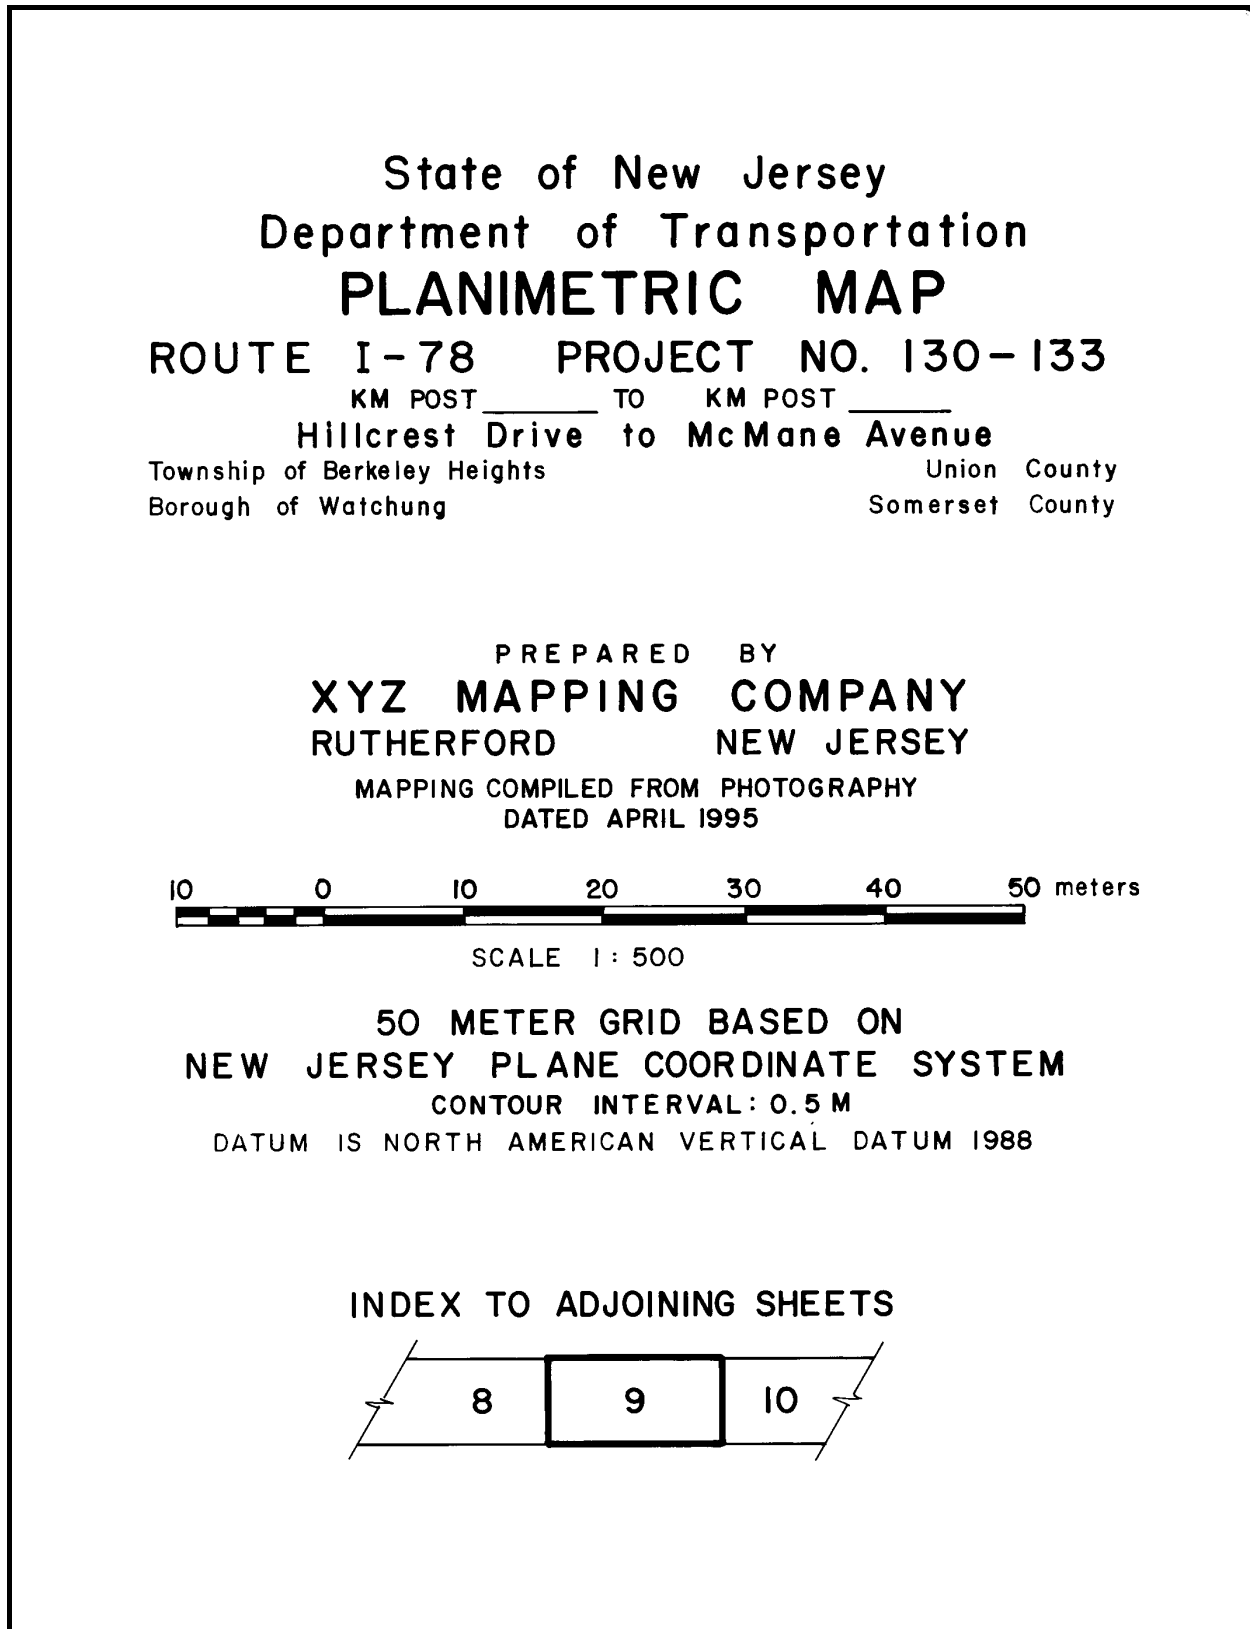 State of New Jersey
Department of Transportation
PLANIMETRIC MAP
ROUTE I-78 PROJECT NO. 130-133
KM POST ______ TO KM POST ______
Hillcrest Drive to McMane Avenue
Township of Berkeley Heights Union County
Borough of Watchung Somerset County
PREPARED BY
XYZ MAPPING COMPANY
RUTHERFORD NEW JERSEY
MAPPING COMPILED FROM PHOTOGRAPHY
DATED APRIL 1995
10 0 10 20 30 40 50 meters
SCALE 1: 500
50 METER GRID BASED ON
NEW JERSEY PLANE COORDINATE SYSTEM
CONTOUR INTERVAL: 0.5 M
DATUM IS NORTH AMERICAN VERTICAL DATUM 1988
INDEX TO ADJOINING SHEETS
8 9 10